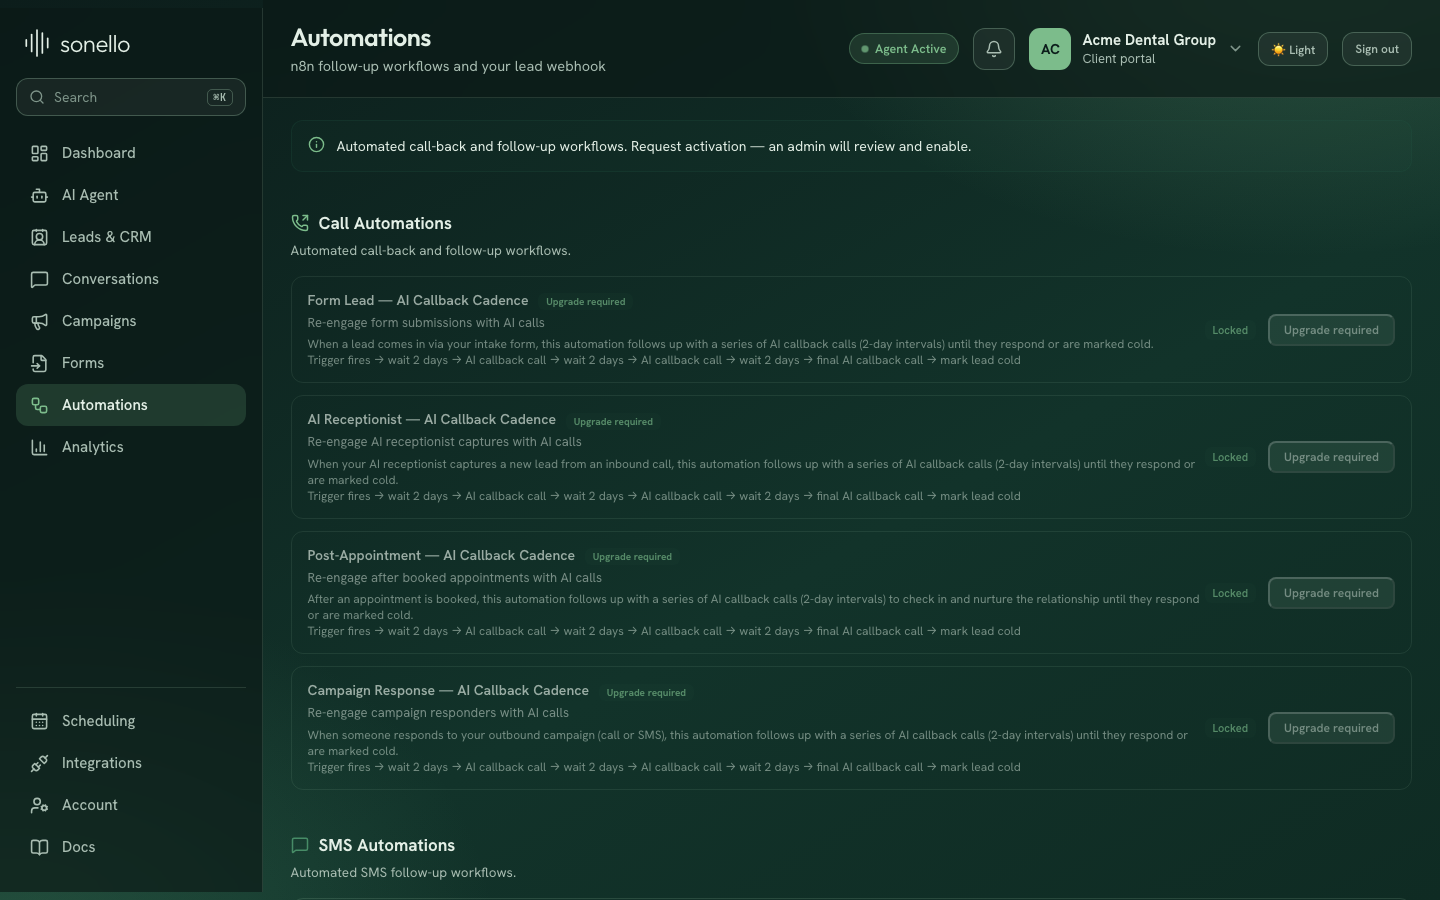 sonello
Search ⌘K
Dashboard
AI Agent
Leads & CRM
Conversations
Campaigns
Forms
Automations
Analytics
Scheduling
Integrations
Account
Docs
Automations
n8n follow-up workflows and your lead webhook
Agent Active
AC
Acme Dental Group
Client portal
Light
Sign out
Automated call-back and follow-up workflows. Request activation — an admin will review and enable.
Call Automations
Automated call-back and follow-up workflows.
Form Lead — AI Callback Cadence Upgrade required
Re-engage form submissions with AI calls
When a lead comes in via your intake form, this automation follows up with a series of AI callback calls (2-day intervals) until they respond or are marked cold.
Trigger fires → wait 2 days → AI callback call → wait 2 days → AI callback call → wait 2 days → final AI callback call → mark lead cold
Locked Upgrade required
AI Receptionist — AI Callback Cadence Upgrade required
Re-engage AI receptionist captures with AI calls
When your AI receptionist captures a new lead from an inbound call, this automation follows up with a series of AI callback calls (2-day intervals) until they respond or
are marked cold.
Trigger fires → wait 2 days → AI callback call → wait 2 days → AI callback call → wait 2 days → final AI callback call → mark lead cold
Locked Upgrade required
Post-Appointment — AI Callback Cadence Upgrade required
Re-engage after booked appointments with AI calls
After an appointment is booked, this automation follows up with a series of AI callback calls (2-day intervals) to check in and nurture the relationship until they respond
or are marked cold.
Trigger fires → wait 2 days → AI callback call → wait 2 days → AI callback call → wait 2 days → final AI callback call → mark lead cold
Locked Upgrade required
Campaign Response — AI Callback Cadence Upgrade required
Re-engage campaign responders with AI calls
When someone responds to your outbound campaign (call or SMS), this automation follows up with a series of AI callback calls (2-day intervals) until they respond or
are marked cold.
Trigger fires → wait 2 days → AI callback call → wait 2 days → AI callback call → wait 2 days → final AI callback call → mark lead cold
Locked Upgrade required
SMS Automations
Automated SMS follow-up workflows.